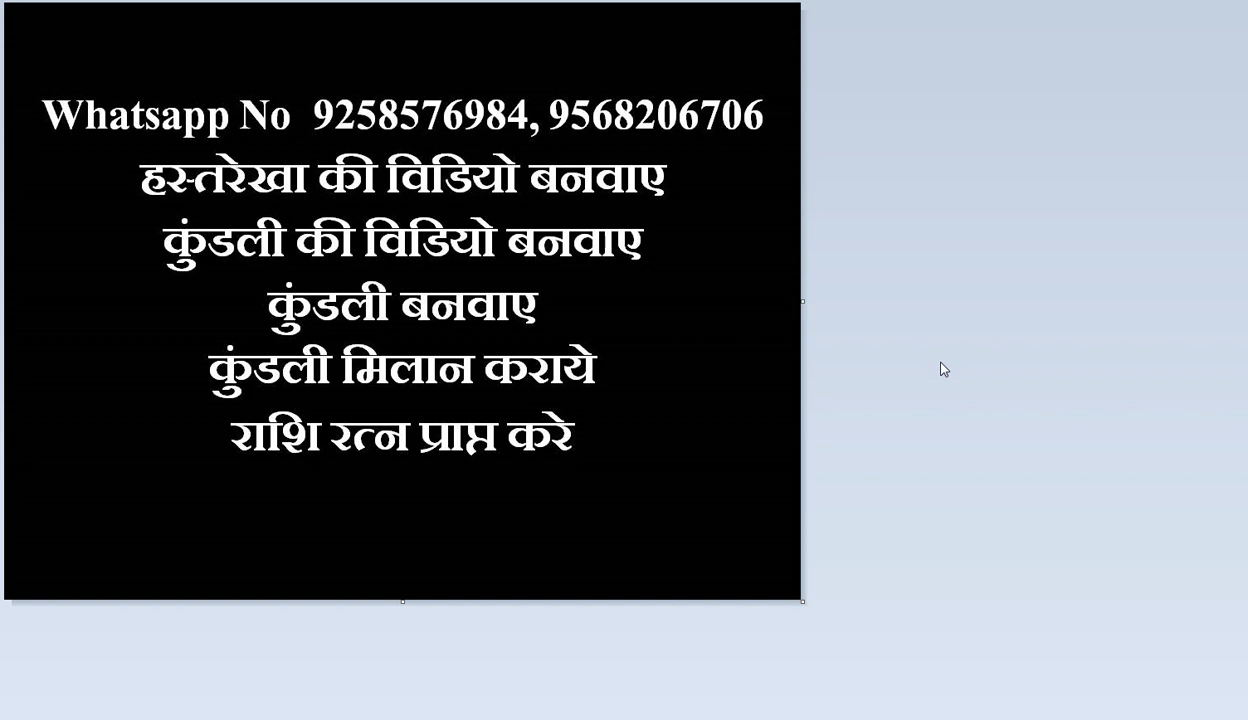 Whatsapp No  9258576984, 9568206706
हस्तरेखा की विडियो बनवाए
कुंडली की विडियो बनवाए
कुंडली बनवाए
कुंडली मिलान कराये
राशि रत्न प्राप्त करे